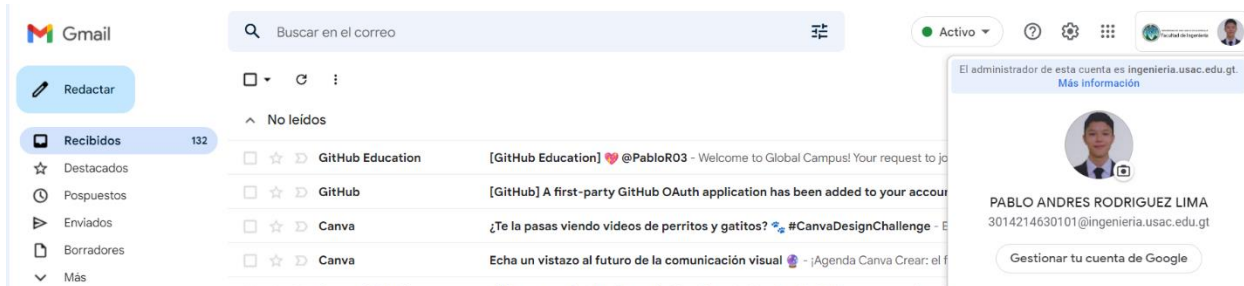 Gmail
Buscar en el correo
Activo
Facultad de Ingeniería
Redactar
Recibidos 132
Destacados
Pospuestos
Enviados
Borradores
Más
No leídos
GitHub Education [GitHub Education] 💖 @PabloR03 - Welcome to Global Campus! Your request to jo
GitHub [GitHub] A first-party GitHub OAuth application has been added to your accour
Canva ¿Te la pasas viendo videos de perritos y gatitos? 🐾 #CanvaDesignChallenge - E
Canva Echa un vistazo al futuro de la comunicación visual 🔮 - ¡Agenda Canva Crear: el f
El administrador de esta cuenta es ingenieria.usac.edu.gt.
Más información
PABLO ANDRES RODRIGUEZ LIMA
3014214630101@ingenieria.usac.edu.gt
Gestionar tu cuenta de Google